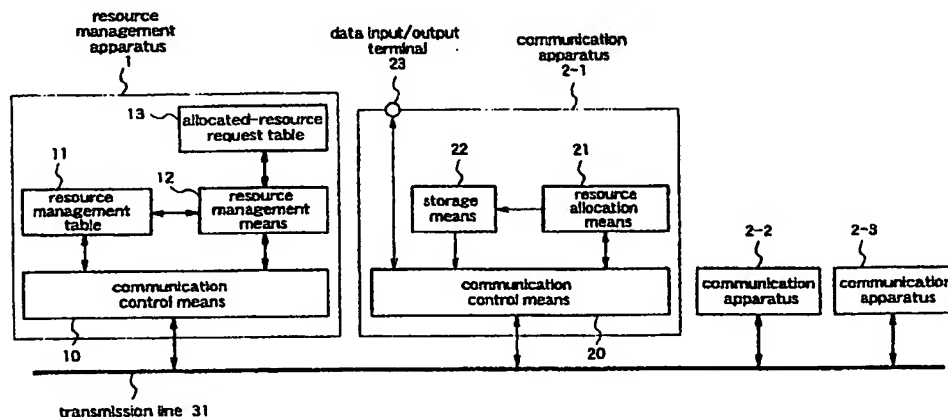 resource
management
apparatus
1
data input/output
terminal
23
communication
apparatus
2-1
13
allocated-resource
request table
11
resource
management
table
12
resource
management
means
22
storage
means
21
resource
allocation
means
2-2
communication
apparatus
2-3
communication
apparatus
communication
control means
communication
control means
10
20
transmission line 31